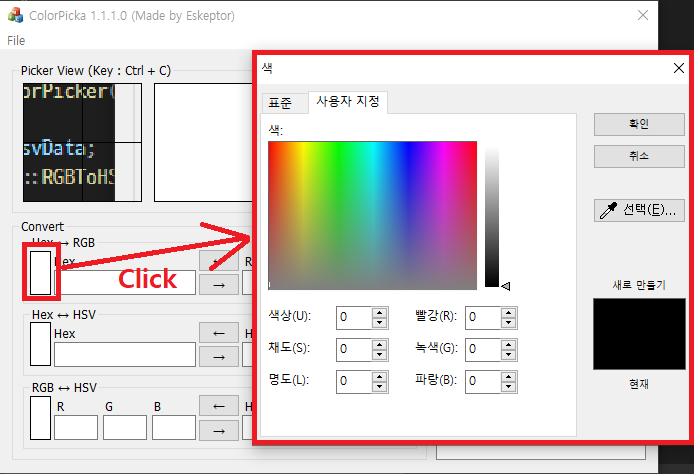 ColorPicka 1.1.1.0 (Made by Eskeptor)
File
Picker View (Key : Ctrl + C)
orPicker(
svData;
::RGBToHS
Convert
Hex ↔ RGB
Hex
← R
→
Click
Hex ↔ HSV
Hex
← H
→
RGB ↔ HSV
R G B
← H
→
색
표준 사용자 지정
색:
확인
취소
선택(E)...
색상(U): 0 빨강(R): 0
채도(S): 0 녹색(G): 0
명도(L): 0 파랑(B): 0
새로 만들기
현재